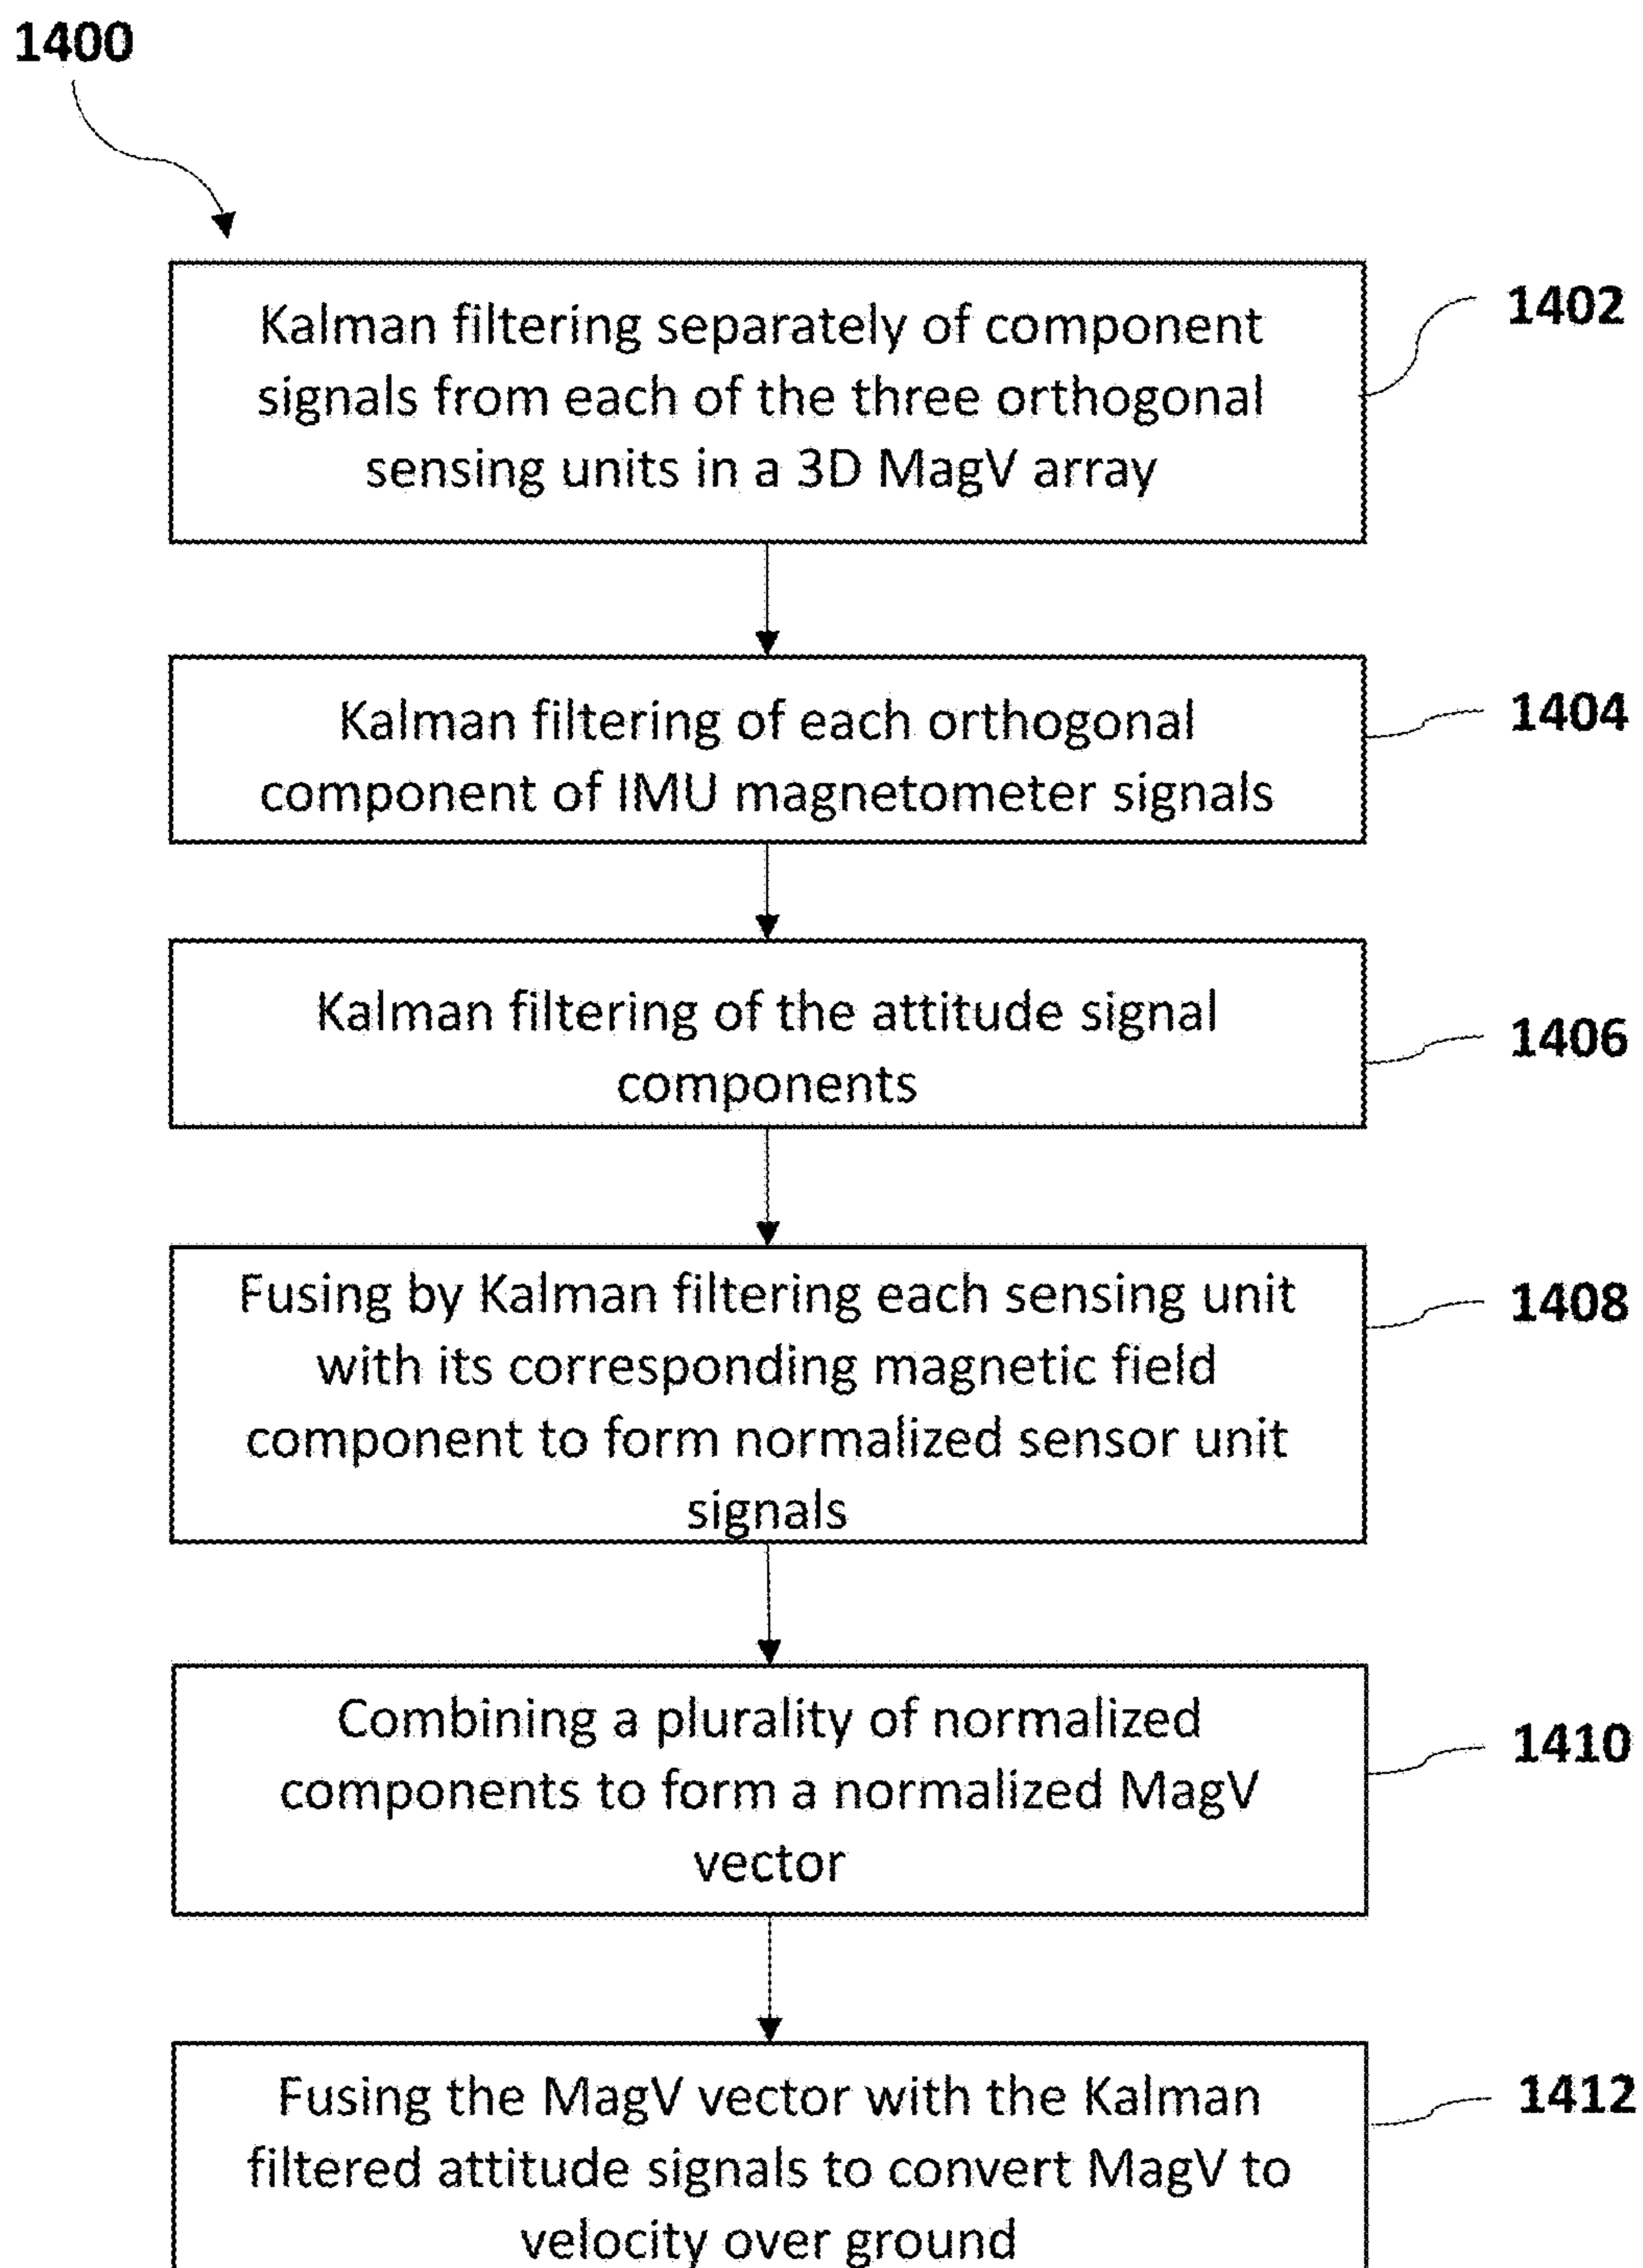 1400
Kalman filtering separately of component
signals from each of the three orthogonal
sensing units in a 3D MagV array
1402
Kalman filtering of each orthogonal
component of IMU magnetometer signals
1404
Kalman filtering of the attitude signal
components
1406
Fusing by Kalman filtering each sensing unit
with its corresponding magnetic field
component to form normalized sensor unit
signals
1408
Combining a plurality of normalized
components to form a normalized MagV
vector
1410
Fusing the MagV vector with the Kalman
filtered attitude signals to convert MagV to
velocity over ground
1412